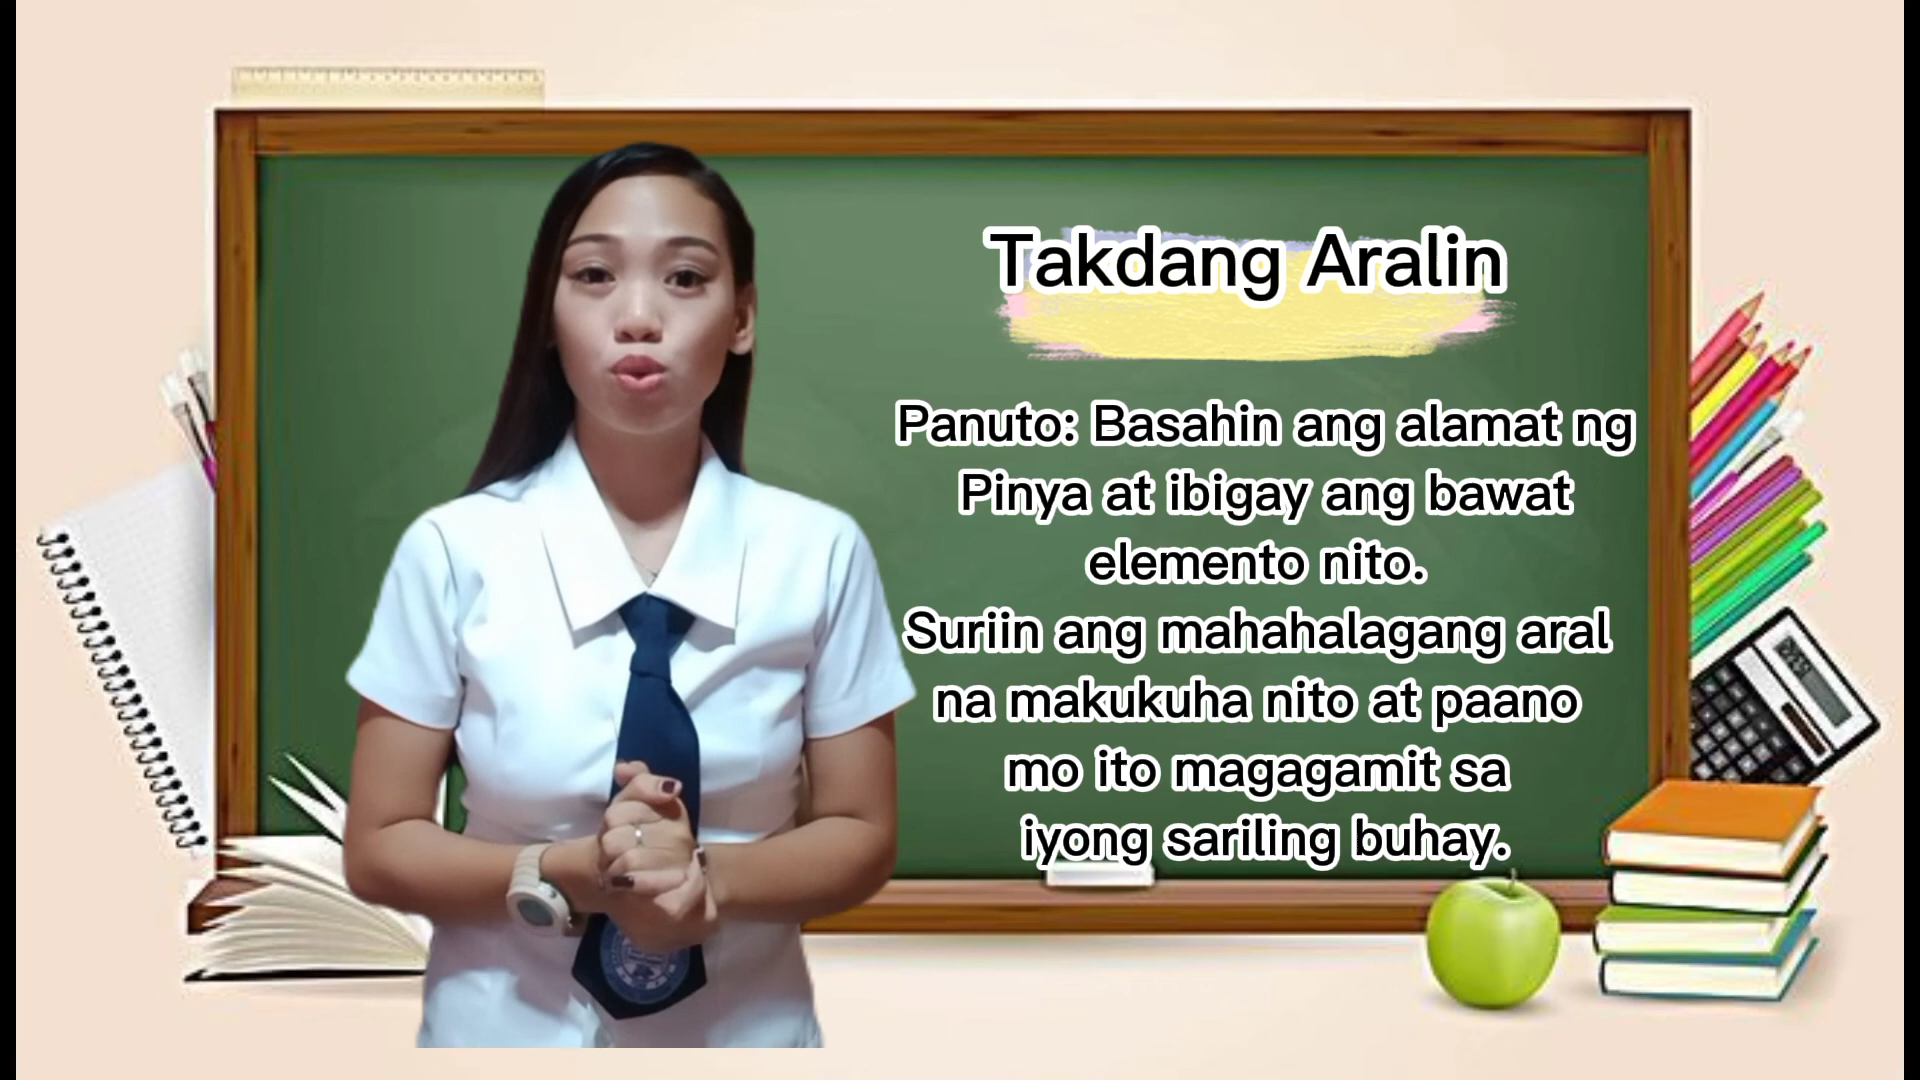 Takdang Aralin
Panuto: Basahin ang alamat ng
Pinya at ibigay ang bawat
elemento nito.
Suriin ang mahahalagang aral
na makukuha nito at paano
mo ito magagamit sa
iyong sariling buhay.